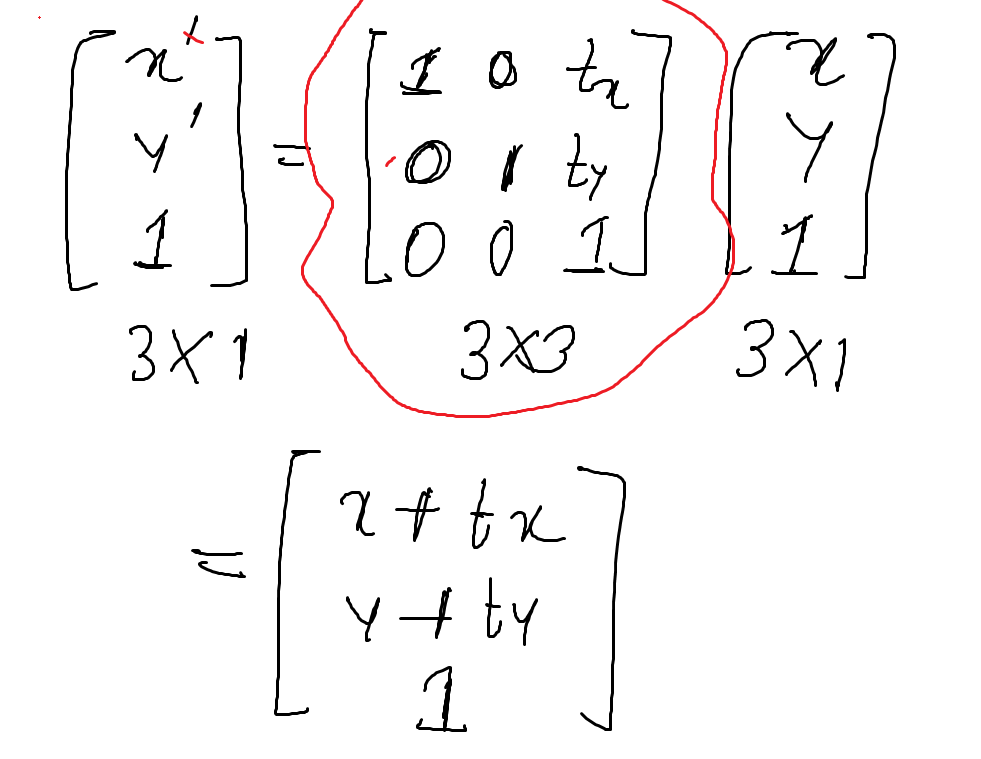 [x'] = [1 0 tx] [x]
[y'] [0 1 ty] [y]
[1] [0 0 1] [1]
3X1 3X3 3X1
= [x + tx]
[y + ty]
[1]